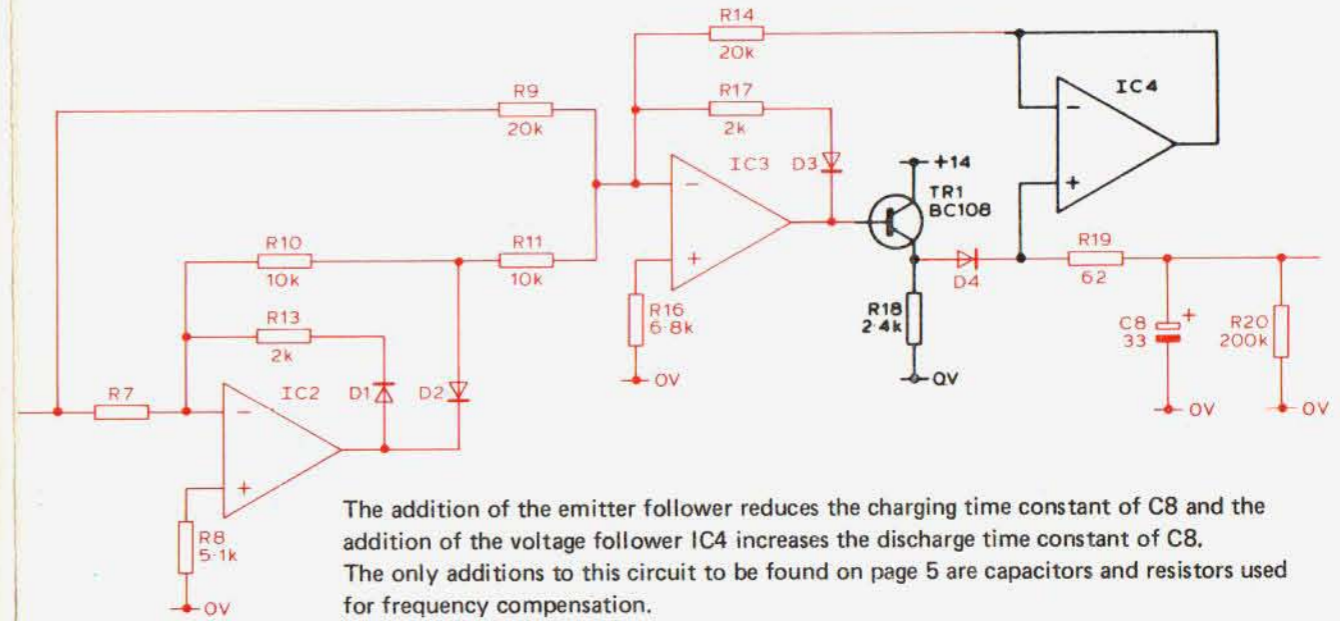 R14
20k
R9
20k
R17
2k
IC4
IC3
D3
+14
TR1
BC108
R10
10k
R11
10k
R19
62
D4
R13
2k
R16
6·8k
R18
2·4k
C8
33
+
R20
200k
R7
IC2
D1
D2
0V
0V
0V
0V
−
+
−
+
−
+
R8
5·1k
0V
The addition of the emitter follower reduces the charging time constant of C8 and the
addition of the voltage follower IC4 increases the discharge time constant of C8.
The only additions to this circuit to be found on page 5 are capacitors and resistors used
for frequency compensation.